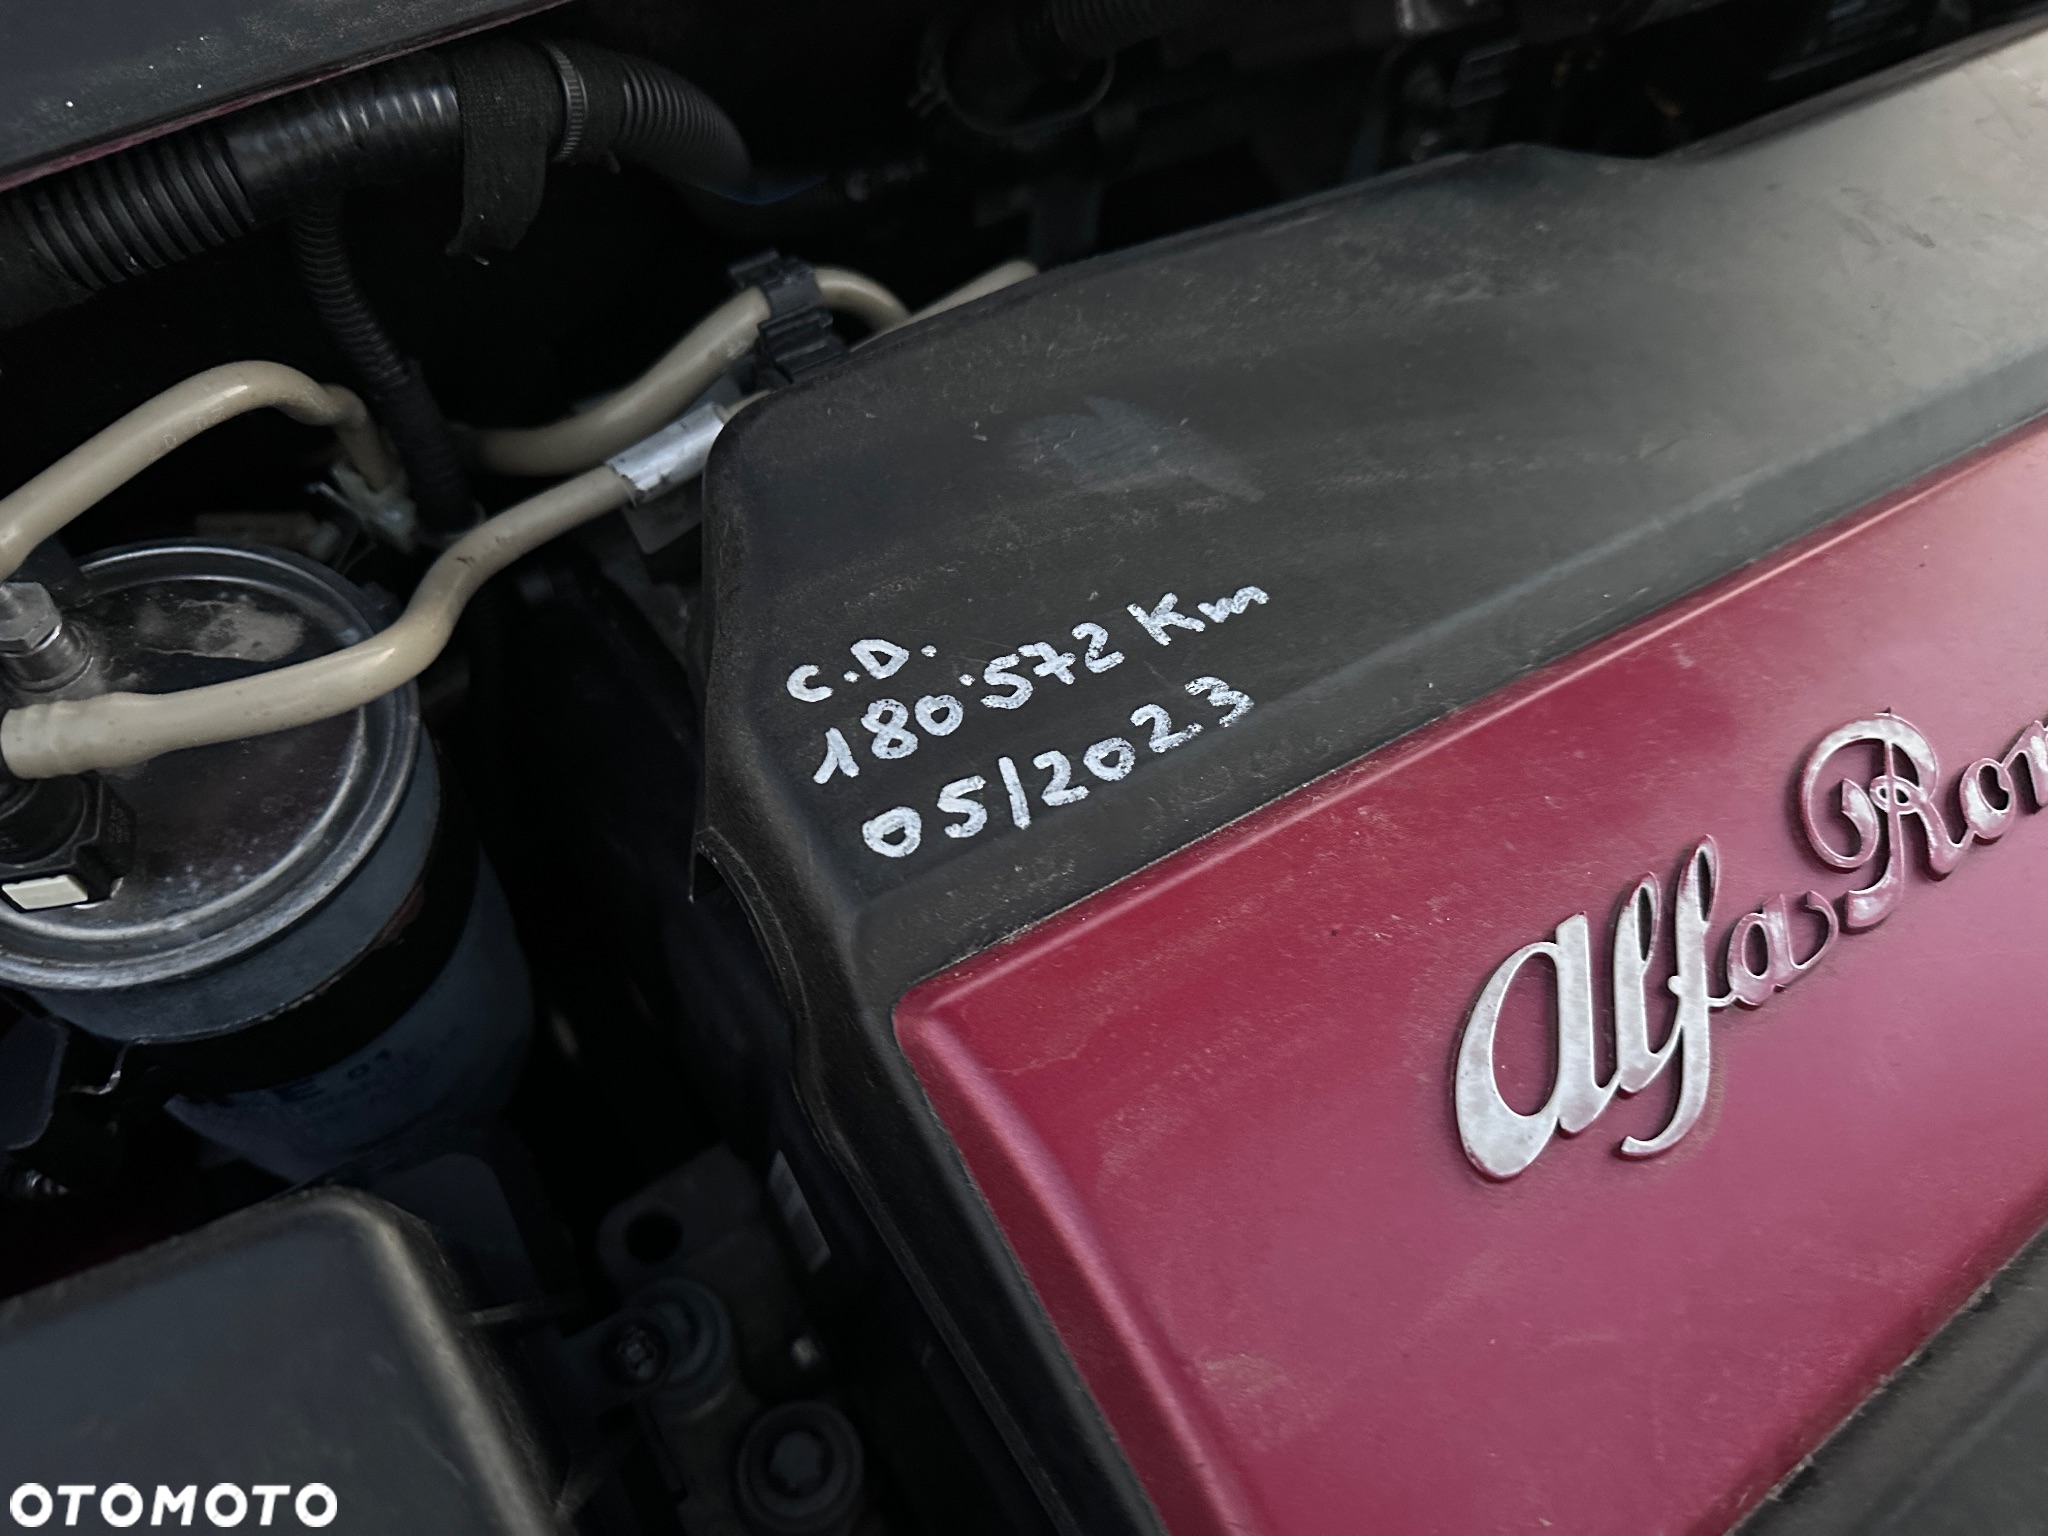 C.D.
180.572 Km
05/2023
Alfa Rom
OTOMOTO